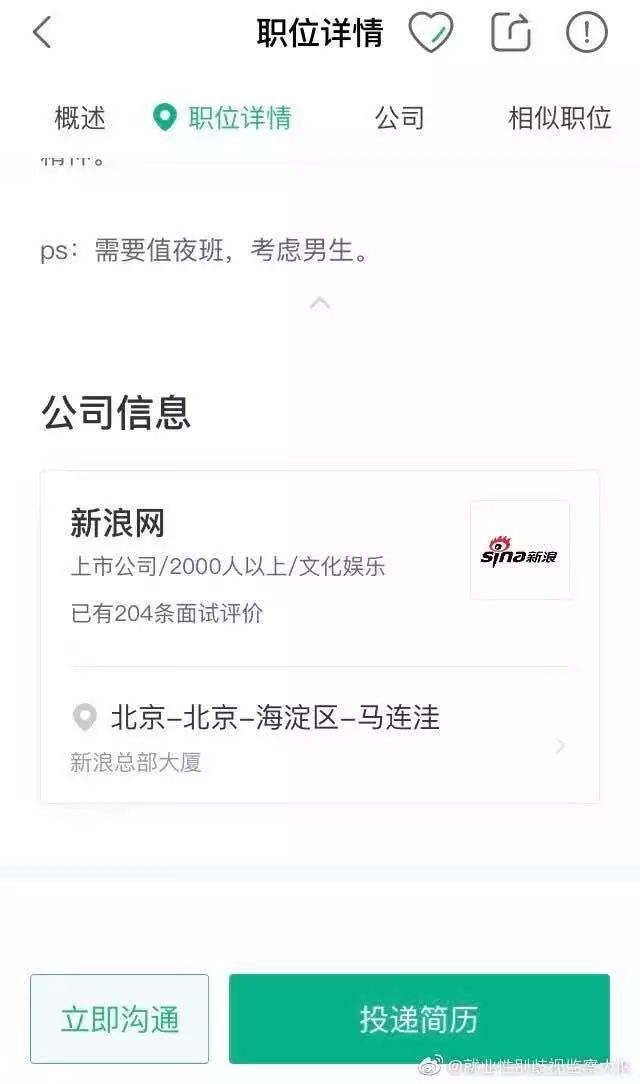 职位详情
概述
职位详情
公司
相似职位
精神。
ps：需要值夜班，考虑男生。
公司信息
新浪网
上市公司/2000人以上/文化娱乐
已有204条面试评价
sina新浪
北京-北京-海淀区-马连洼
新浪总部大厦
立即沟通
投递简历
@就业性别歧视监察大队